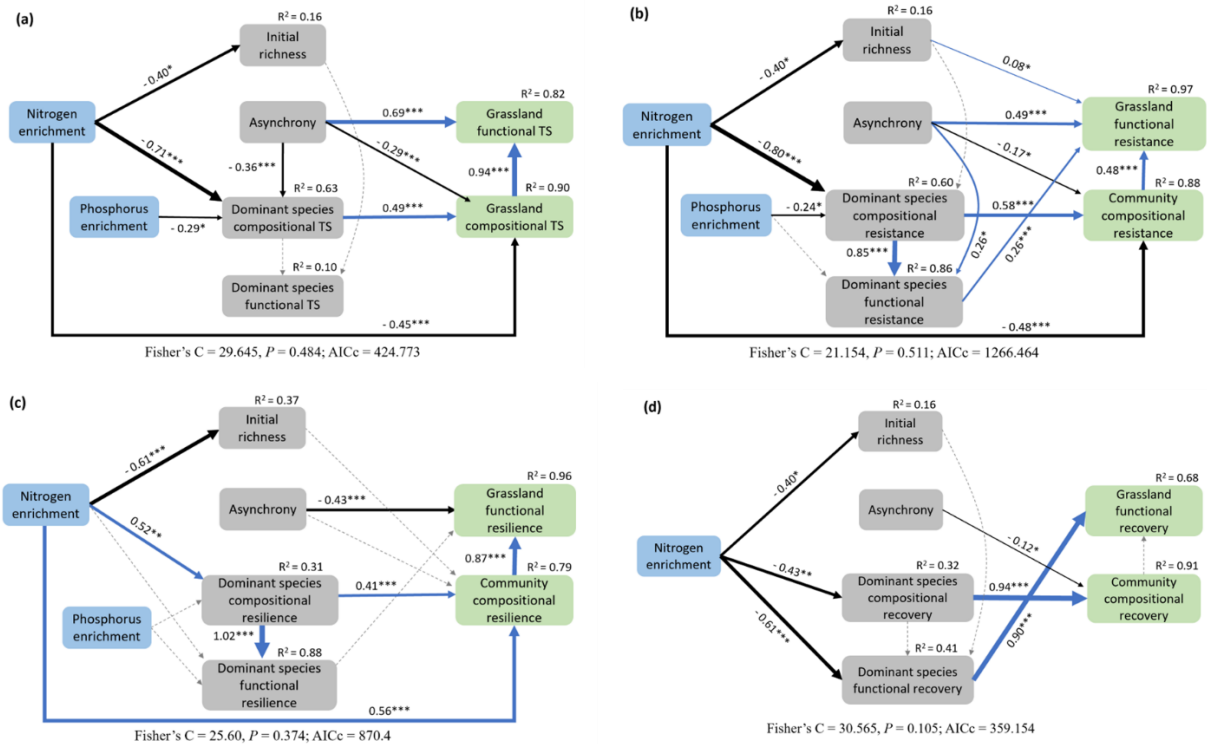 (a)
R² = 0.16
Initial
richness
- 0.40*
R² = 0.82
Nitrogen
enrichment
Asynchrony
0.69***
Grassland
functional TS
- 0.71***
- 0.36***
- 0.29***
0.94***
R² = 0.63
R² = 0.90
Phosphorus
enrichment
- 0.29*
Dominant species
compositional TS
0.49***
Grassland
compositional TS
R² = 0.10
Dominant species
functional TS
- 0.45***
Fisher's C = 29.645, P = 0.484; AICc = 424.773
(b)
R² = 0.16
Initial
richness
- 0.40*
0.08*
R² = 0.97
Nitrogen
enrichment
Asynchrony
0.49***
Grassland
functional
resistance
- 0.80***
- 0.17*
0.48***
R² = 0.60
R² = 0.88
Phosphorus
enrichment
- 0.24*
Dominant species
compositional
resistance
0.58***
Community
compositional
resistance
0.85***
0.26*
0.26***
R² = 0.86
Dominant species
functional
resistance
- 0.48***
Fisher's C = 21.154, P = 0.511; AICc = 1266.464
(c)
R² = 0.37
Initial
richness
- 0.61***
R² = 0.96
Nitrogen
enrichment
Asynchrony
- 0.43***
Grassland
functional
resilience
0.52**
0.87***
R² = 0.31
R² = 0.79
Phosphorus
enrichment
Dominant species
compositional
resilience
0.41***
Community
compositional
resilience
1.02***
R² = 0.88
Dominant species
functional
resilience
0.56***
Fisher's C = 25.60, P = 0.374; AICc = 870.4
(d)
R² = 0.16
Initial
richness
- 0.40*
R² = 0.68
Asynchrony
Grassland
functional
recovery
Nitrogen
enrichment
- 0.12*
- 0.43**
R² = 0.32
R² = 0.91
Dominant species
compositional
recovery
0.94***
Community
compositional
recovery
- 0.61***
0.90***
R² = 0.41
Dominant species
functional recovery
Fisher's C = 30.565, P = 0.105; AICc = 359.154